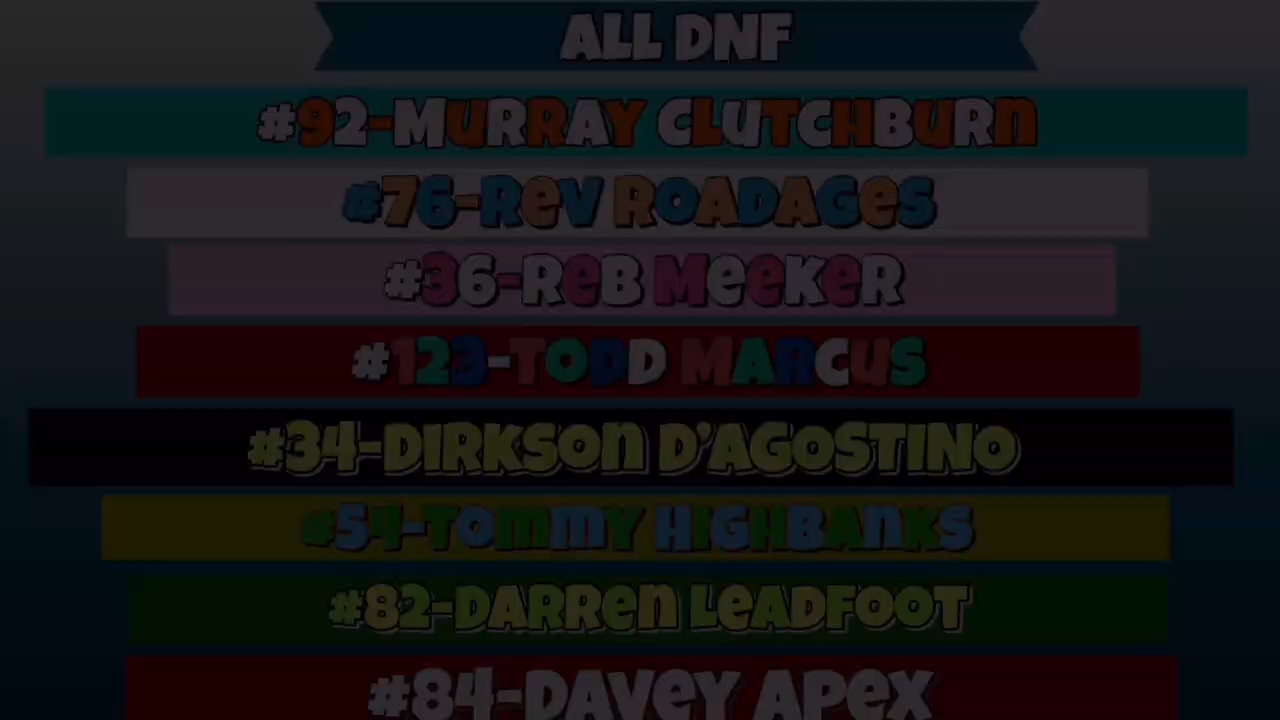 ALL DNF
#92-MURRAY CLUTCHBURN
#76-REV ROADAGES
#36-REB MEEKER
#123-TODD MARCUS
#34-DIRKSON D'AGOSTINO
#54-TOMMY HIGHBANKS
#82-DARREN LEADFOOT
#84-DAVEY APEX